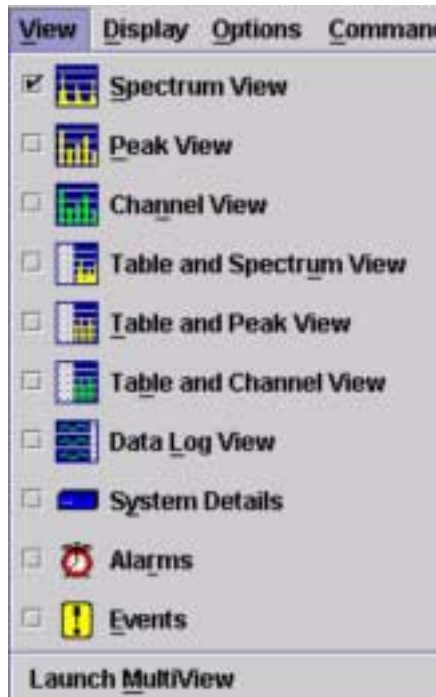 View Display Options Comman
Spectrum View
Peak View
Channel View
Table and Spectrum View
Table and Peak View
Table and Channel View
Data Log View
System Details
Alarms
Events
Launch MultiView